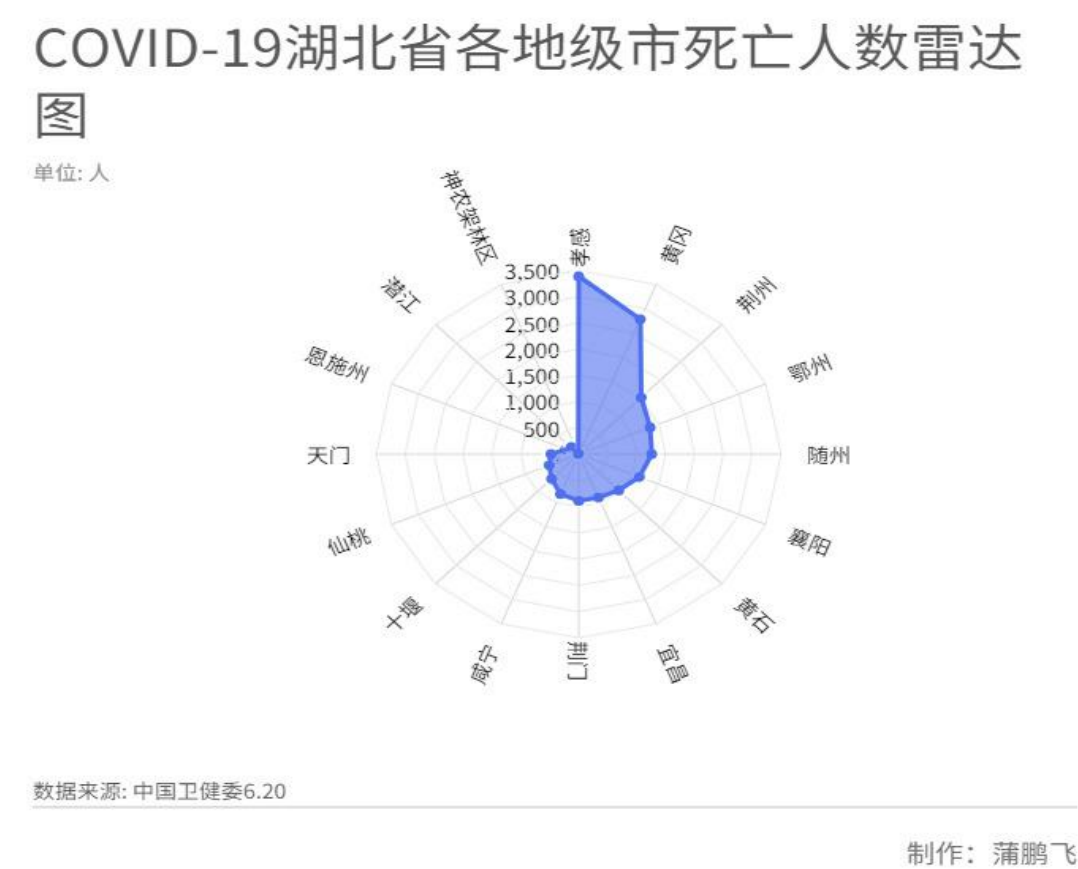 COVID-19湖北省各地级市死亡人数雷达
图
单位: 人
神农架林区
孝感
黄冈
潜江
荆州
3,500
3,000
2,500
2,000
1,500
1,000
500
恩施州
鄂州
天门
随州
仙桃
襄阳
十堰
黄石
咸宁
荆门
宜昌
数据来源: 中国卫健委6.20
制作：蒲鹏飞